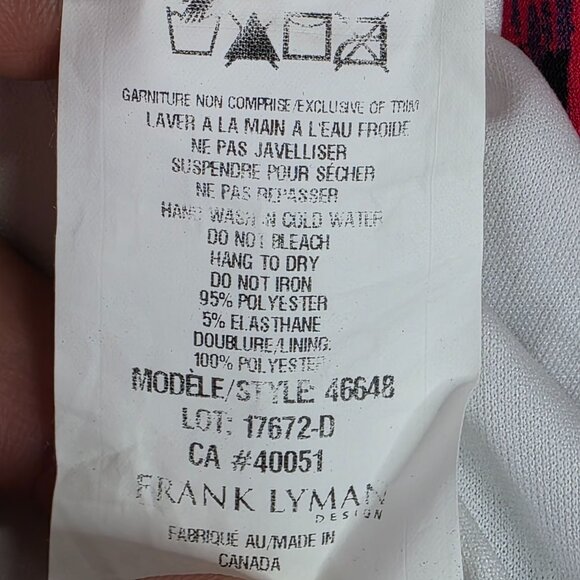 GARNITURE NON COMPRISE/EXCLUSIVE OF TRIM
LAVER A LA MAIN A L'EAU FROIDE
NE PAS JAVELLISER
SUSPENDRE POUR SÉCHER
NE PAS REPASSER
HAND WASH IN COLD WATER
DO NOT BLEACH
HANG TO DRY
DO NOT IRON
95% POLYESTER
5% ELASTHANE
DOUBLURE/LINING:
100% POLYESTER
MODÈLE/STYLE: 46648
LOT: 17672-D
CA #40051
FRANK LYMAN
DESIGN
FABRIQUÉ AU/MADE IN
CANADA